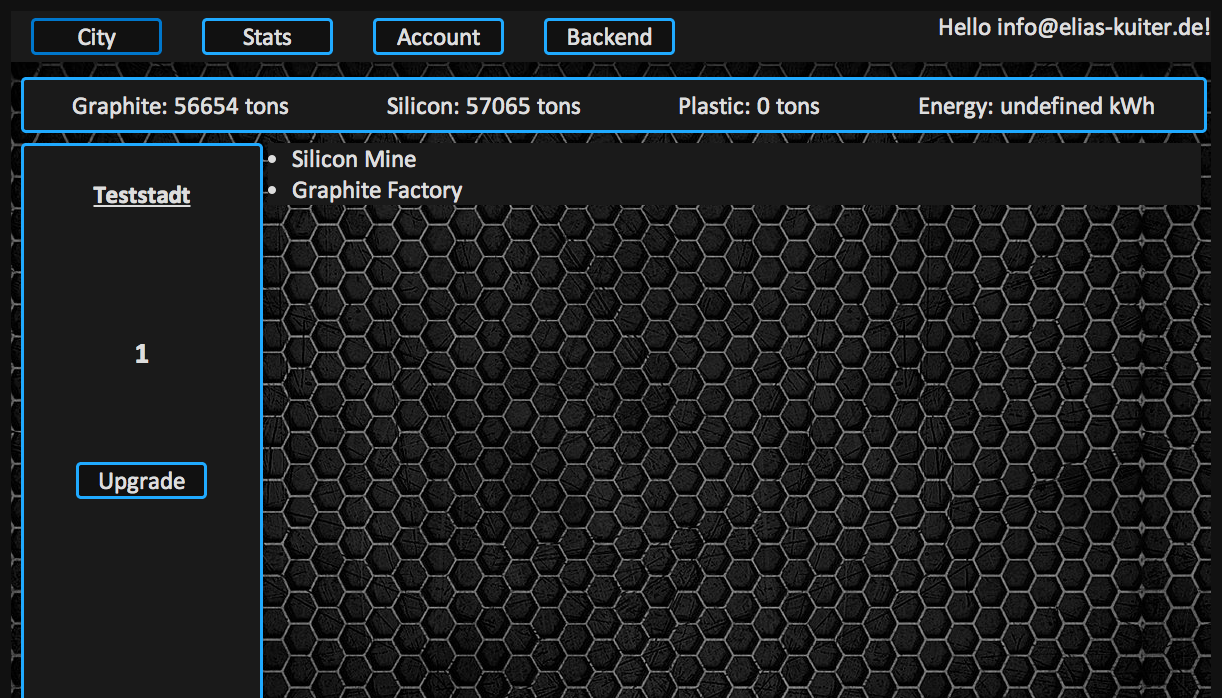 City Stats Account Backend Hello info@elias-kuiter.de!
Graphite: 56654 tons Silicon: 57065 tons Plastic: 0 tons Energy: undefined kWh
Silicon Mine
Graphite Factory
Teststadt
1
Upgrade